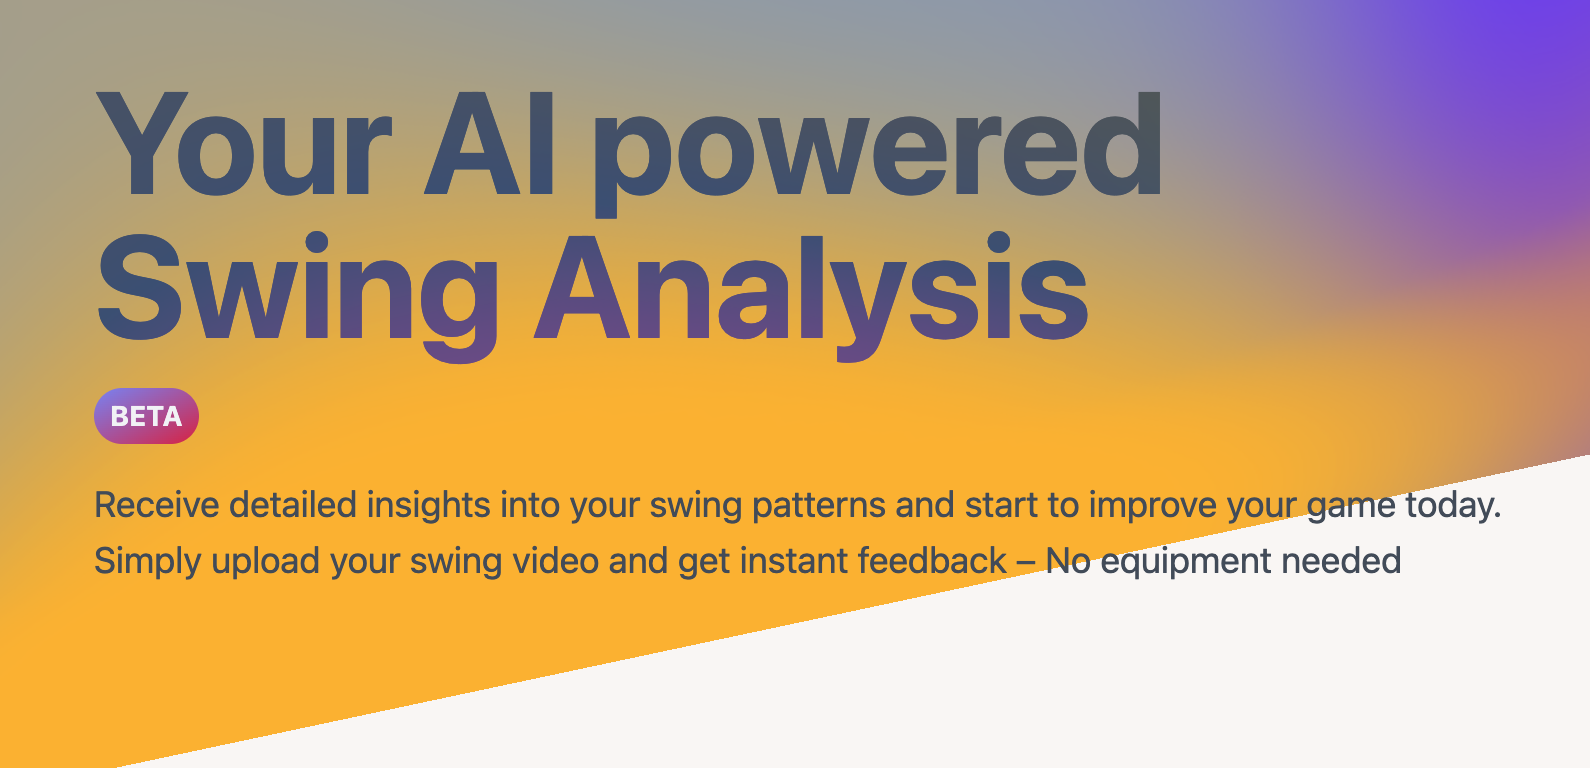 Your AI powered
Swing Analysis
BETA
Receive detailed insights into your swing patterns and start to improve your game today.
Simply upload your swing video and get instant feedback – No equipment needed